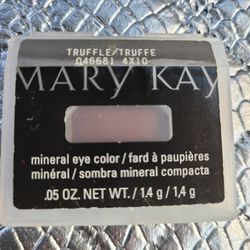 TRUFFLE/TRUFFE
046681 4X10
MARY KAY
mineral eye color / fard à paupières
minéral / sombra mineral compacta
.05 OZ. NET WT. / 1,4 g / 1,4 g